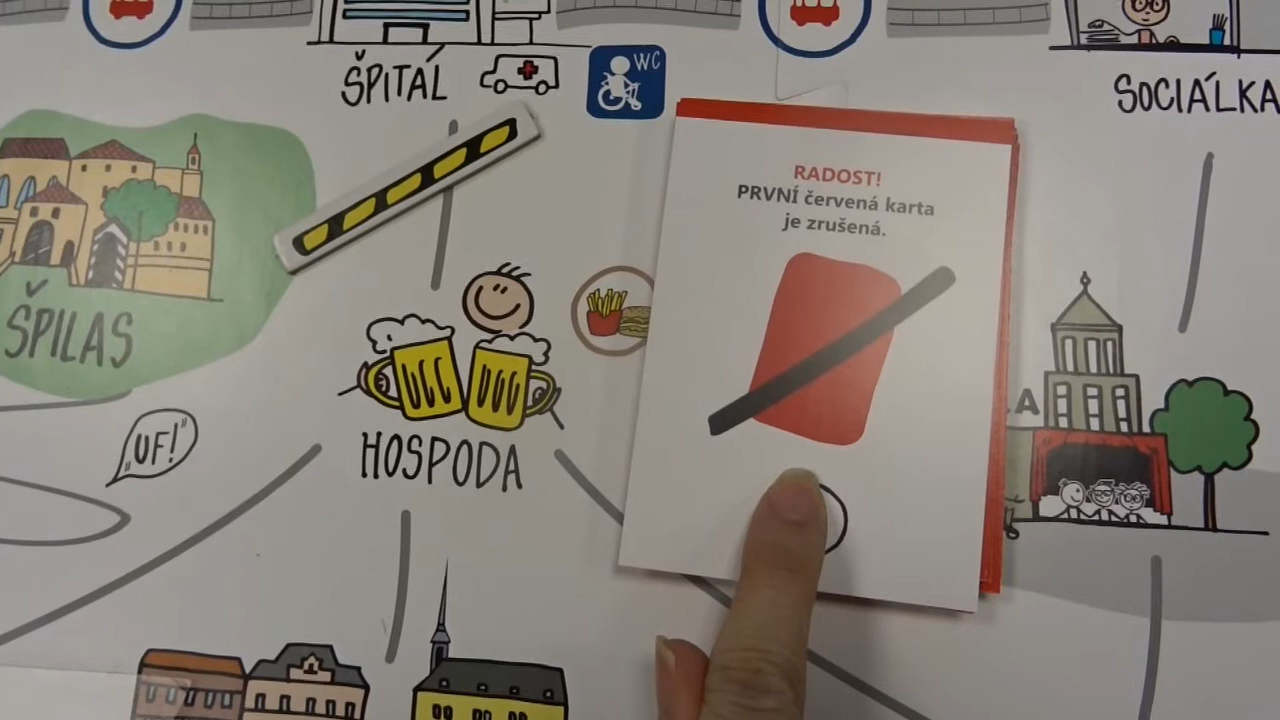 ŠPITÁL
WC
SOCIÁLKA
RADOST!
PRVNÍ červená karta
je zrušená.
ŠPILAS
„UF!"
HOSPODA